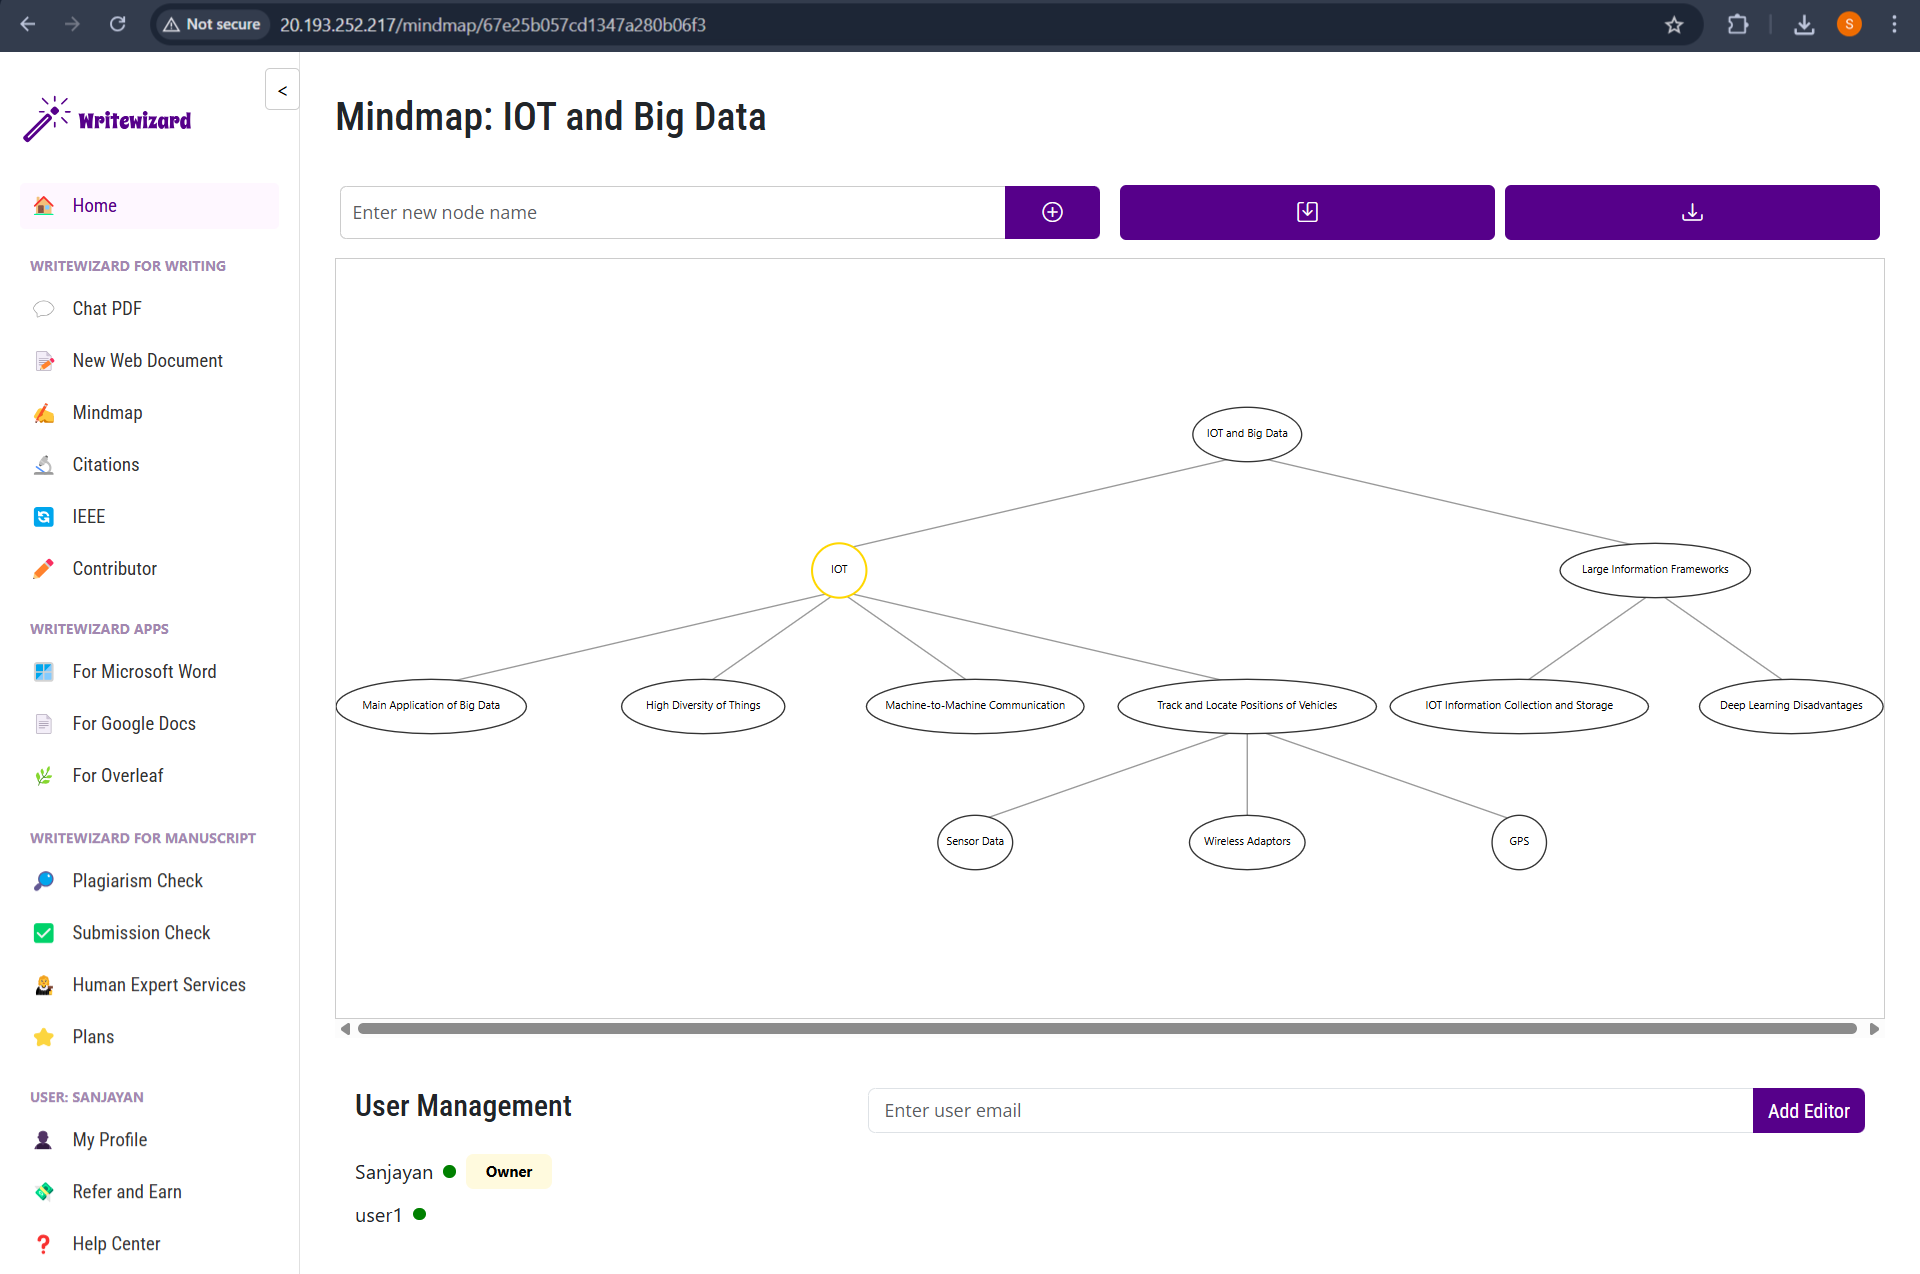 Not secure
20.193.252.217/mindmap/67e25b057cd1347a280b06f3
S
<
Writewizard
Home
WRITEWIZARD FOR WRITING
Chat PDF
New Web Document
Mindmap
Citations
IEEE
Contributor
WRITEWIZARD APPS
For Microsoft Word
For Google Docs
For Overleaf
WRITEWIZARD FOR MANUSCRIPT
Plagiarism Check
Submission Check
Human Expert Services
Plans
USER: SANJAYAN
My Profile
Refer and Earn
Help Center
Mindmap: IOT and Big Data
Enter new node name
IOT and Big Data
IOT
Large Information Frameworks
Main Application of Big Data
High Diversity of Things
Machine-to-Machine Communication
Track and Locate Positions of Vehicles
IOT Information Collection and Storage
Deep Learning Disadvantages
Sensor Data
Wireless Adaptors
GPS
User Management
Enter user email
Add Editor
Sanjayan
Owner
user1